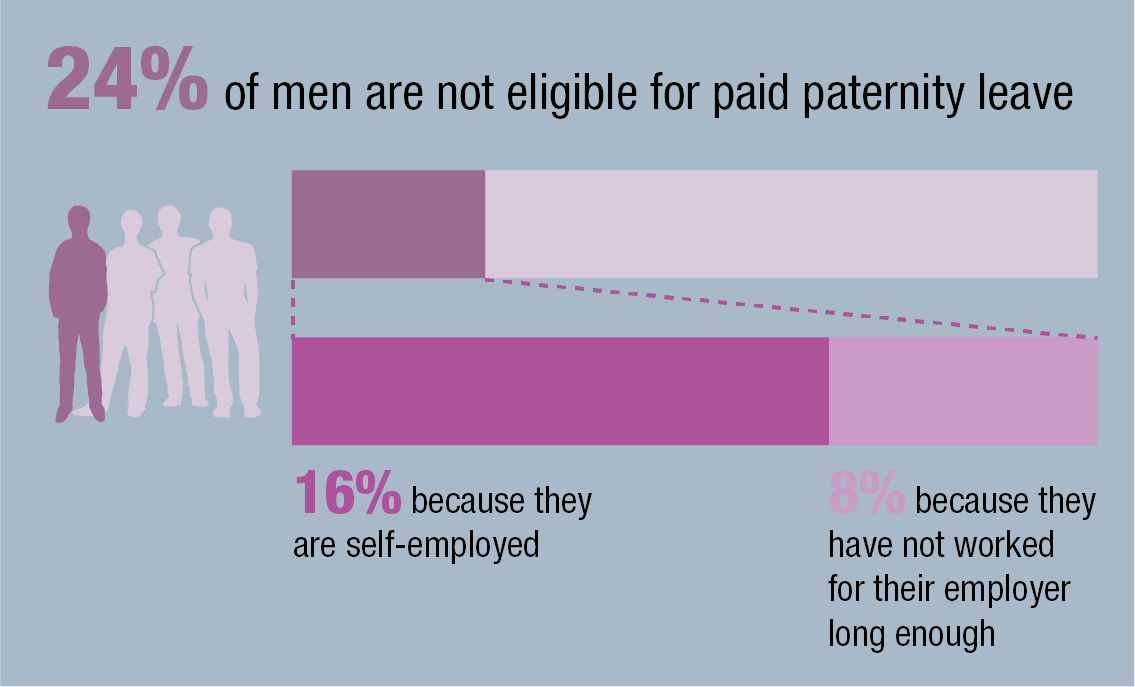 24% of men are not eligible for paid paternity leave
16% because they
are self-employed
8% because they
have not worked
for their employer
long enough